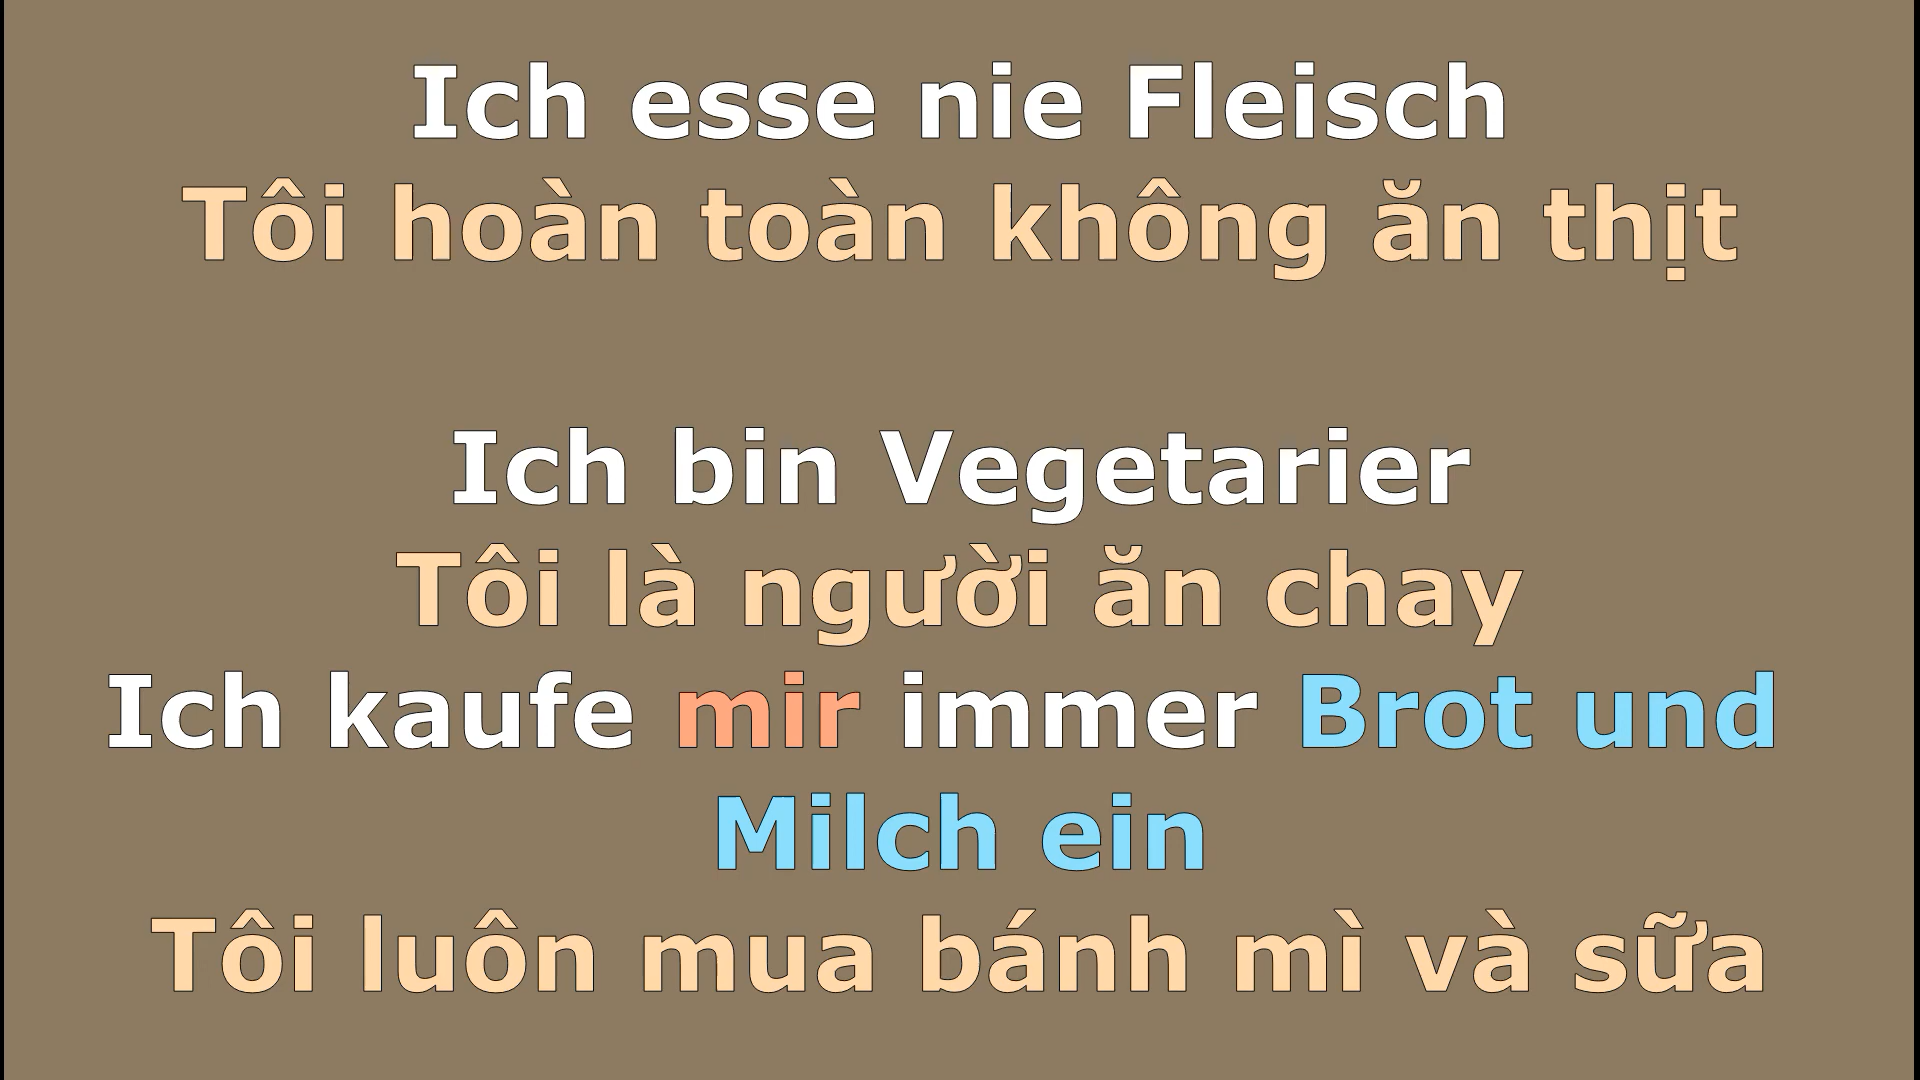 Ich esse nie Fleisch
Tôi hoàn toàn không ăn thịt
Ich bin Vegetarier
Tôi là người ăn chay
Ich kaufe mir immer Brot und
Milch ein
Tôi luôn mua bánh mì và sữa